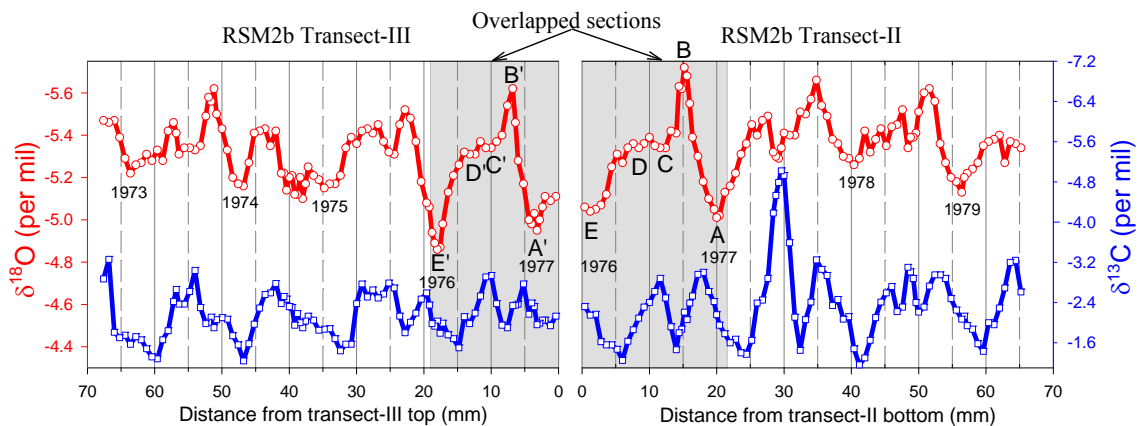 Overlapped sections
RSM2b Transect-III
RSM2b Transect-II
-5.6
-5.4
-5.2
-5.0
-4.8
-4.6
-4.4
δ18O (per mil)
B'
D'
C'
E'
A'
1973
1974
1975
1976
1977
B
D
C
E
A
1976
1977
1978
1979
-7.2
-6.4
-5.6
-4.8
-4.0
-3.2
-2.4
-1.6
δ13C (per mil)
70 60 50 40 30 20 10 0
0 10 20 30 40 50 60 70
Distance from transect-III top (mm)
Distance from transect-II bottom (mm)